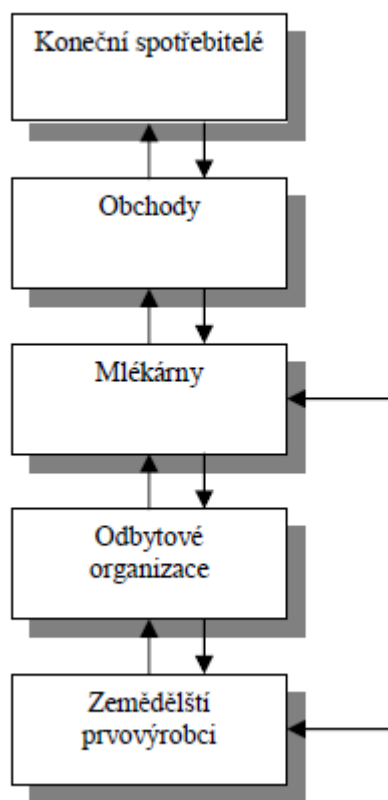 Koneční spotřebitelé
Obchody
Mlékárny
Odbytové
organizace
Zemědělští
prvovýrobci